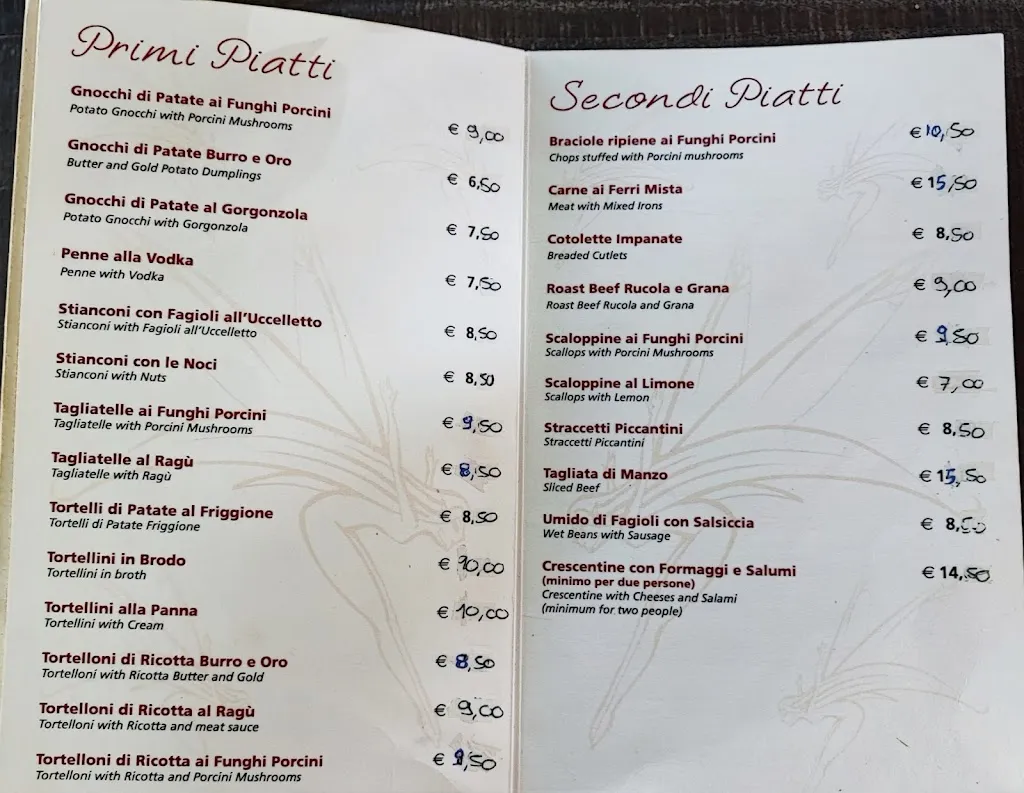 Primi Piatti
Gnocchi di Patate ai Funghi Porcini
Potato Gnocchi with Porcini Mushrooms
€ 9,00
Gnocchi di Patate Burro e Oro
Butter and Gold Potato Dumplings
€ 6,50
Gnocchi di Patate al Gorgonzola
Potato Gnocchi with Gorgonzola
€ 7,50
Penne alla Vodka
Penne with Vodka
€ 7,50
Stianconi con Fagioli all'Uccelletto
Stianconi with Fagioli all'Uccelletto
€ 8,50
Stianconi con le Noci
Stianconi with Nuts
€ 8,50
Tagliatelle ai Funghi Porcini
Tagliatelle with Porcini Mushrooms
€ 9,50
Tagliatelle al Ragù
Tagliatelle with Ragù
€ 8,50
Tortelli di Patate al Friggione
Tortelli di Patate Friggione
€ 8,50
Tortellini in Brodo
Tortellini in broth
€ 10,00
Tortellini alla Panna
Tortellini with Cream
€ 10,00
Tortelloni di Ricotta Burro e Oro
Tortelloni with Ricotta Butter and Gold
€ 8,50
Tortelloni di Ricotta al Ragù
Tortelloni with Ricotta and meat sauce
€ 9,00
Tortelloni di Ricotta ai Funghi Porcini
Tortelloni with Ricotta and Porcini Mushrooms
€ 9,50
Secondi Piatti
Braciole ripiene ai Funghi Porcini
Chops stuffed with Porcini mushrooms
€ 10,50
Carne ai Ferri Mista
Meat with Mixed Irons
€ 15,50
Cotolette Impanate
Breaded Cutlets
€ 8,50
Roast Beef Rucola e Grana
Roast Beef Rucola and Grana
€ 9,00
Scaloppine ai Funghi Porcini
Scallops with Porcini Mushrooms
€ 9,50
Scaloppine al Limone
Scallops with Lemon
€ 7,00
Straccetti Piccantini
Straccetti Piccantini
€ 8,50
Tagliata di Manzo
Sliced Beef
€ 15,50
Umido di Fagioli con Salsiccia
Wet Beans with Sausage
€ 8,50
Crescentine con Formaggi e Salumi
(minimo per due persone)
Crescentine with Cheeses and Salami
(minimum for two people)
€ 14,50